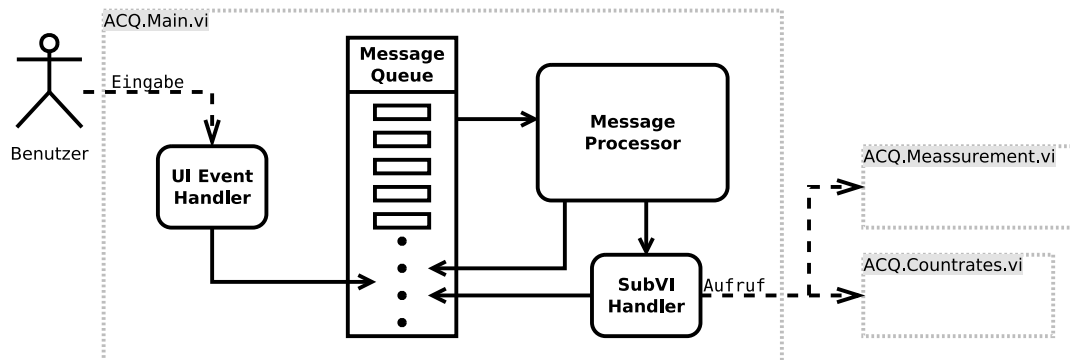 ACQ.Main.vi
Benutzer
Eingabe
UI Event
Handler
Message
Queue
Message
Processor
SubVI
Handler
Aufruf
ACQ.Meassurement.vi
ACQ.Countrates.vi